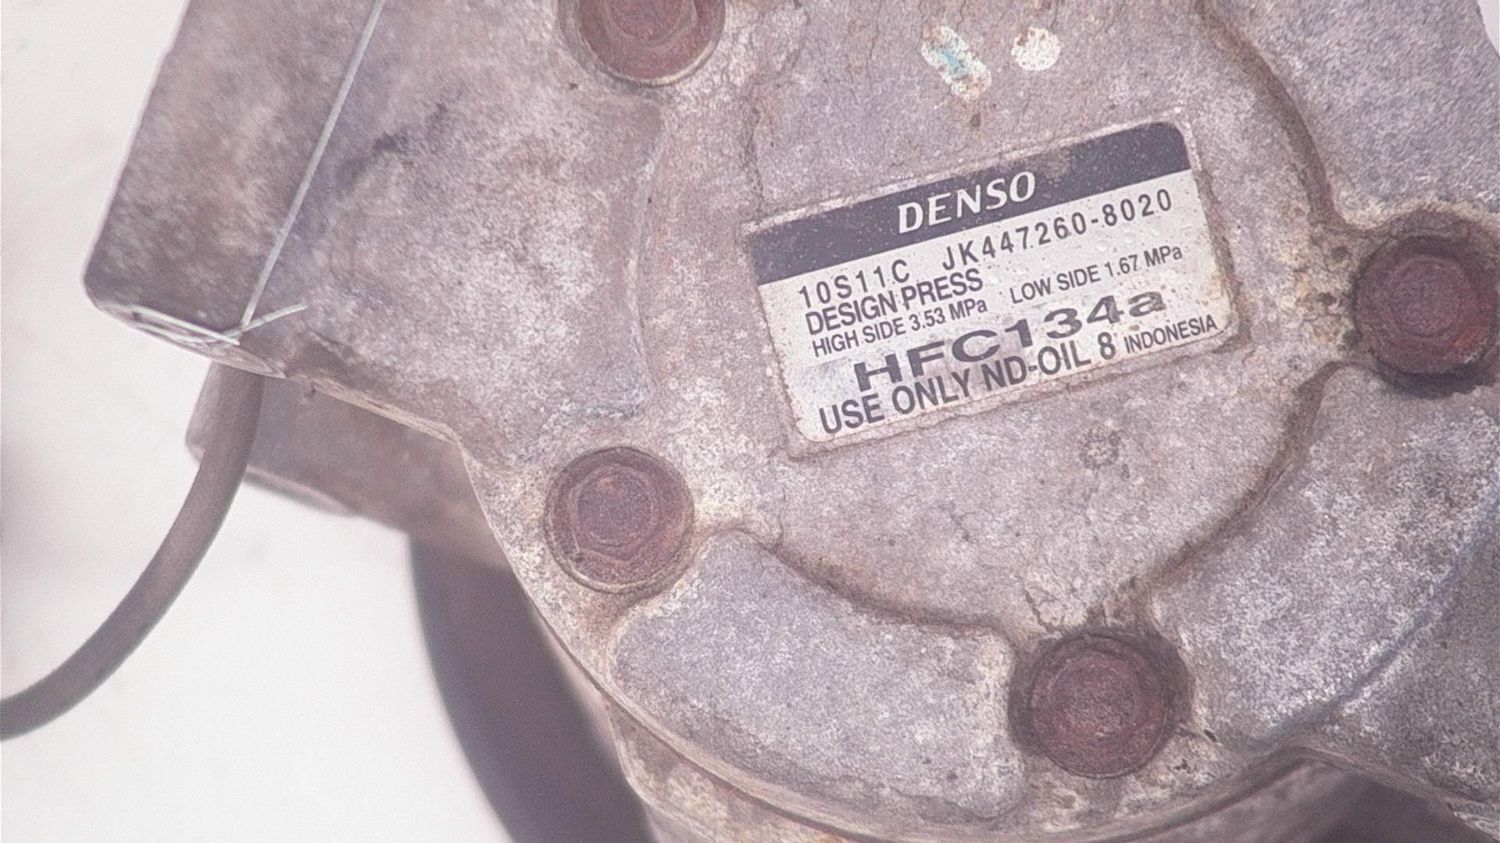 DENSO
10S11C JK447260-8020
DESIGN PRESS
HIGH SIDE 3.53 MPa LOW SIDE 1.67 MPa
HFC134a
USE ONLY ND-OIL 8 INDONESIA